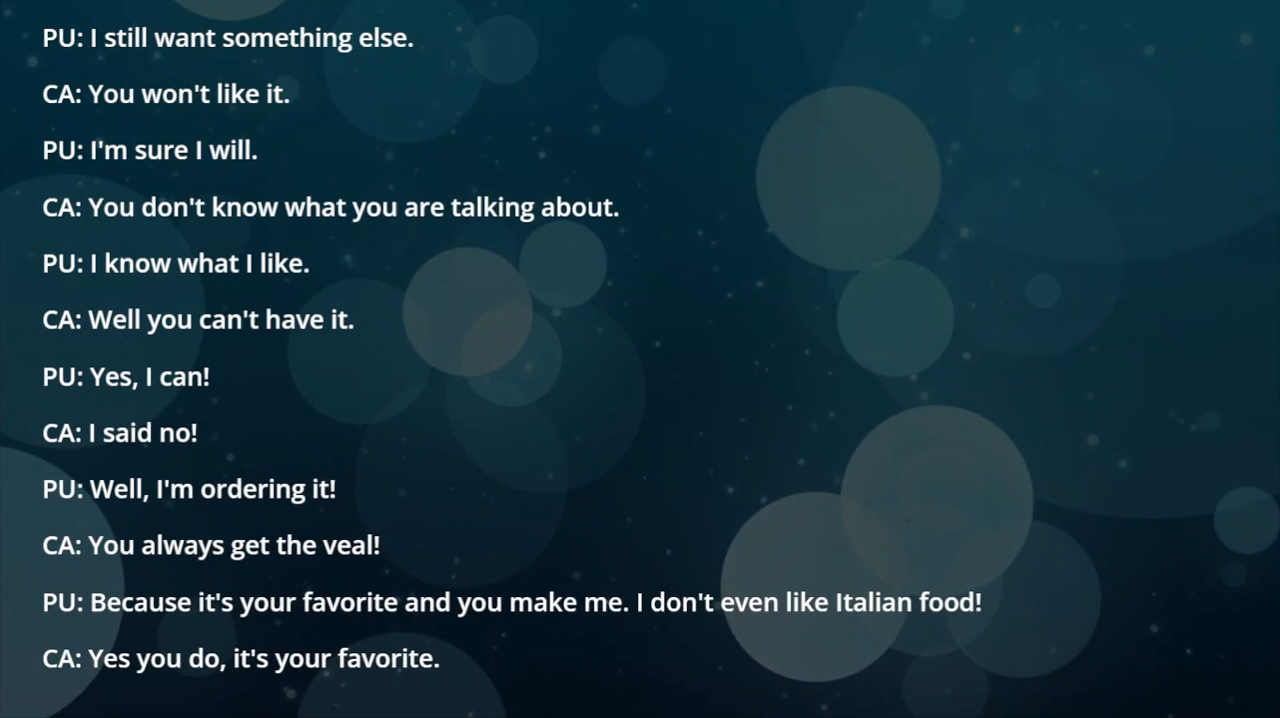 PU: I still want something else.
CA: You won't like it.
PU: I'm sure I will.
CA: You don't know what you are talking about.
PU: I know what I like.
CA: Well you can't have it.
PU: Yes, I can!
CA: I said no!
PU: Well, I'm ordering it!
CA: You always get the veal!
PU: Because it's your favorite and you make me. I don't even like Italian food!
CA: Yes you do, it's your favorite.